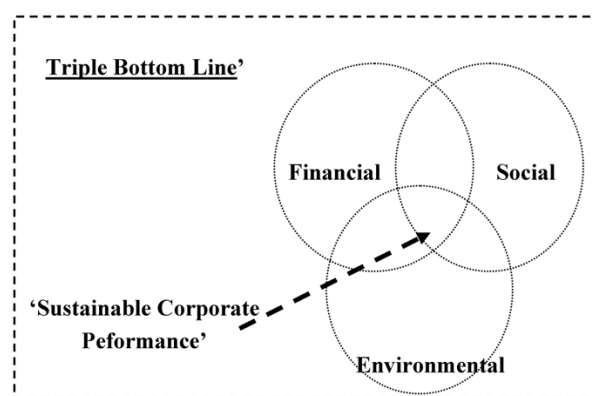 Triple Bottom Line’
Financial
Social
‘Sustainable Corporate
Peformance’
Environmental